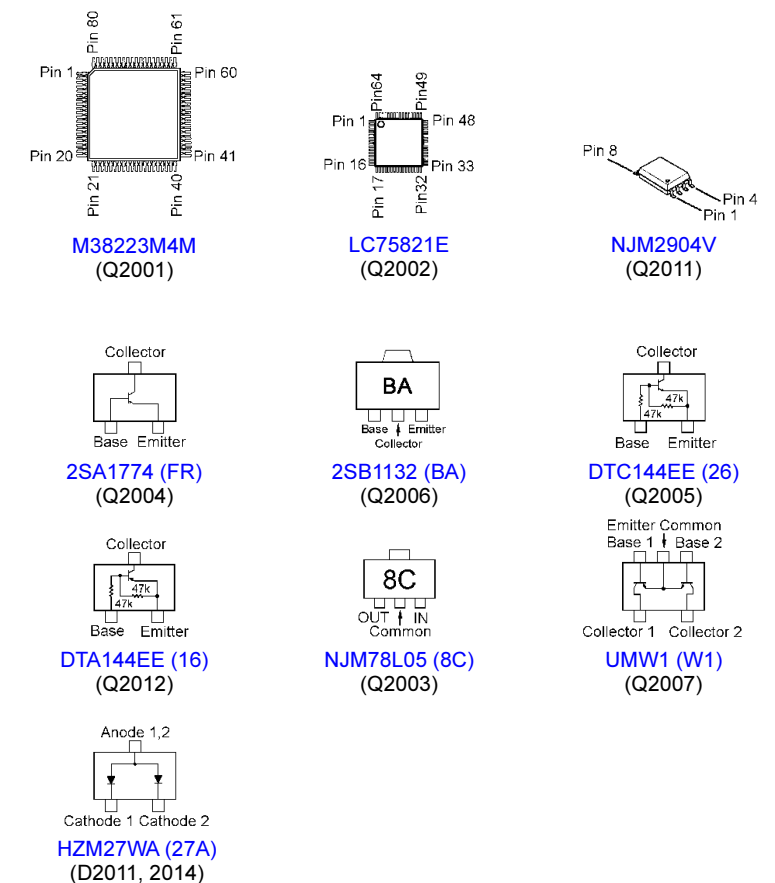 Pin 80
Pin 61
Pin 1
Pin 60
Pin 20
Pin 41
Pin 21
Pin 40
M38223M4M
(Q2001)
Pin64
Pin49
Pin 1
Pin 48
Pin 16
Pin 33
Pin 17
Pin32
LC75821E
(Q2002)
Pin 8
Pin 4
Pin 1
NJM2904V
(Q2011)
Collector
Base Emitter
2SA1774 (FR)
(Q2004)
BA
Base Emitter
Collector
2SB1132 (BA)
(Q2006)
Collector
47k
47k
Base Emitter
DTC144EE (26)
(Q2005)
Collector
47k
47k
Base Emitter
DTA144EE (16)
(Q2012)
8C
OUT IN
Common
NJM78L05 (8C)
(Q2003)
Emitter Common
Base 1 Base 2
Collector 1 Collector 2
UMW1 (W1)
(Q2007)
Anode 1,2
Cathode 1 Cathode 2
HZM27WA (27A)
(D2011, 2014)